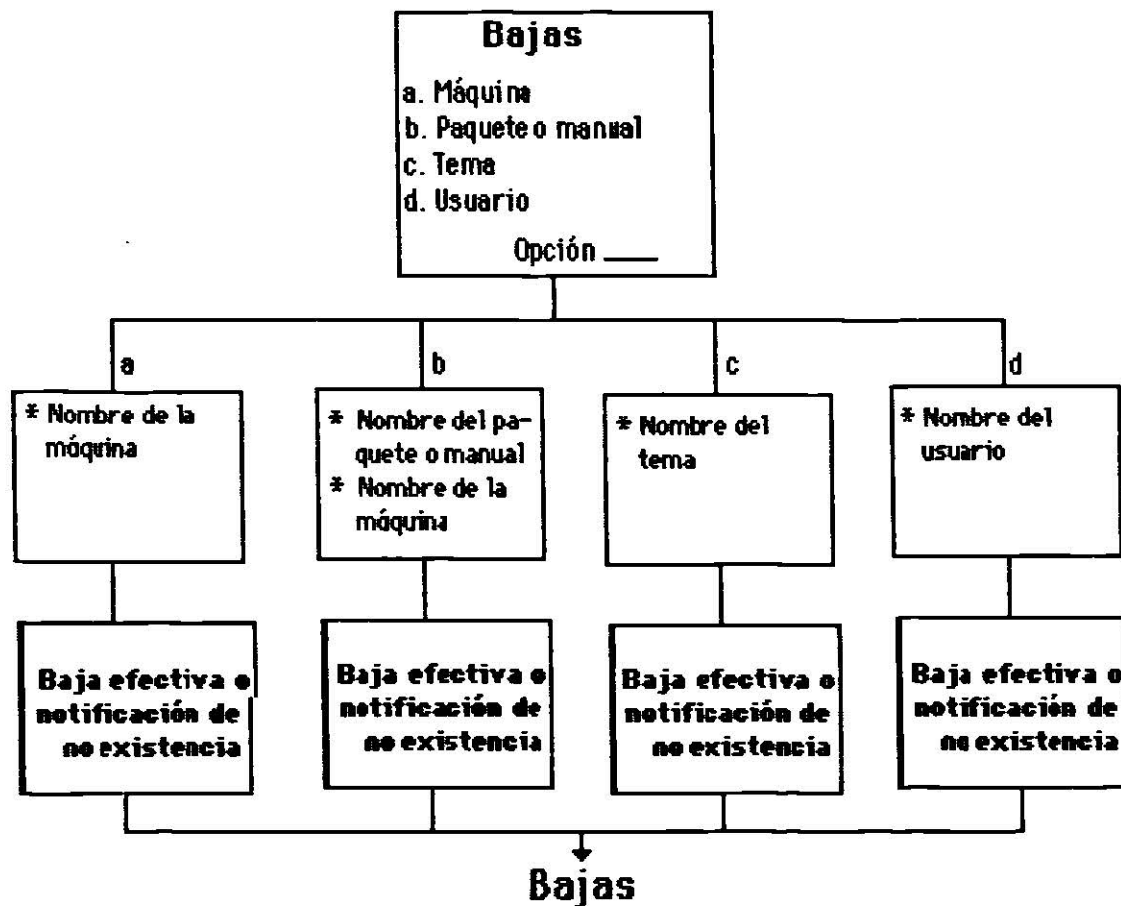 Bajas
a. Máquina
b. Paquete o manual
c. Tema
d. Usuario
Opción ____
a
b
c
d
* Nombre de la
máquina
* Nombre del pa-
quete o manual
* Nombre de la
máquina
* Nombre del
tema
* Nombre del
usuario
Baja efectiva o
notificación de
no existencia
Baja efectiva o
notificación de
no existencia
Baja efectiva o
notificación de
no existencia
Baja efectiva o
notificación de
no existencia
Bajas